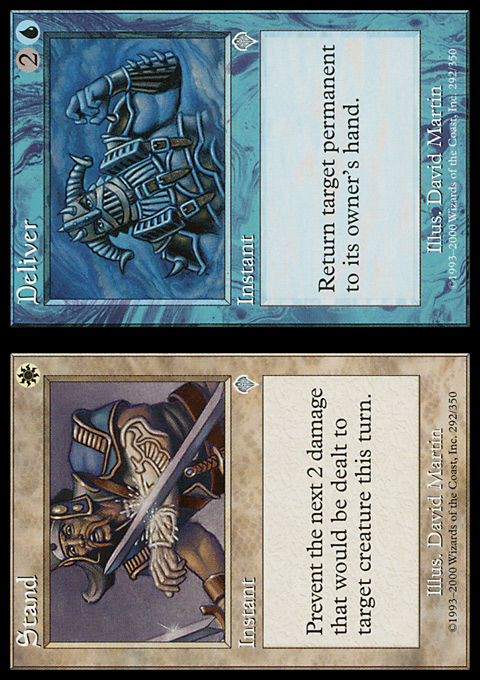 Stand
Instant
Prevent the next 2 damage
that would be dealt to
target creature this turn.
Illus. David Martin
©1993–2000 Wizards of the Coast, Inc. 292/350
Deliver
2
Instant
Return target permanent
to its owner's hand.
Illus. David Martin
©1993–2000 Wizards of the Coast, Inc. 292/350